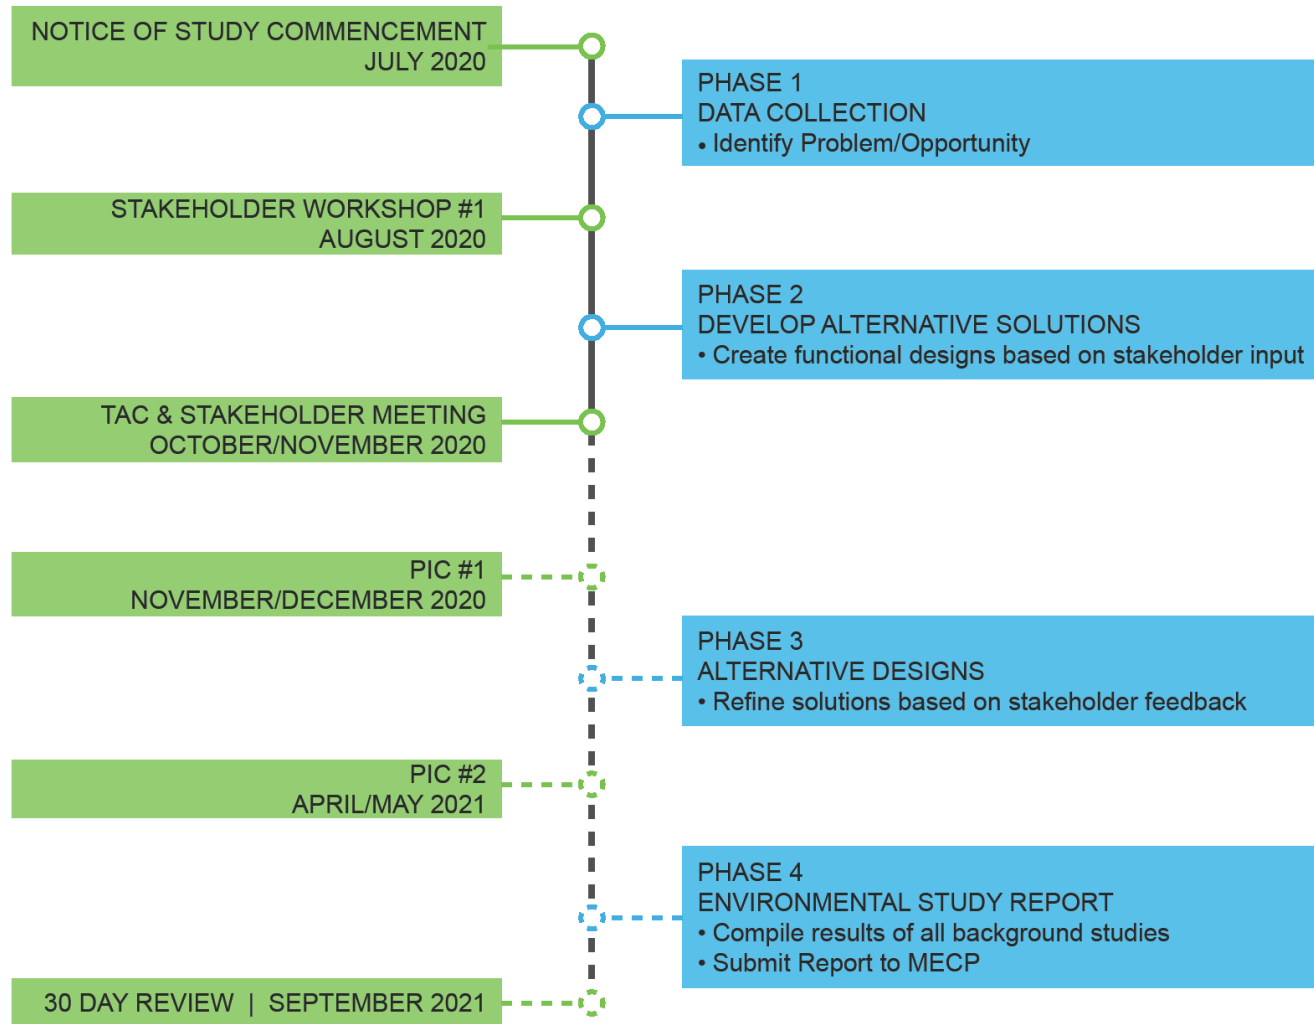 NOTICE OF STUDY COMMENCEMENT
JULY 2020
PHASE 1
DATA COLLECTION
• Identify Problem/Opportunity
STAKEHOLDER WORKSHOP #1
AUGUST 2020
PHASE 2
DEVELOP ALTERNATIVE SOLUTIONS
• Create functional designs based on stakeholder input
TAC & STAKEHOLDER MEETING
OCTOBER/NOVEMBER 2020
PIC #1
NOVEMBER/DECEMBER 2020
PHASE 3
ALTERNATIVE DESIGNS
• Refine solutions based on stakeholder feedback
PIC #2
APRIL/MAY 2021
PHASE 4
ENVIRONMENTAL STUDY REPORT
• Compile results of all background studies
• Submit Report to MECP
30 DAY REVIEW | SEPTEMBER 2021